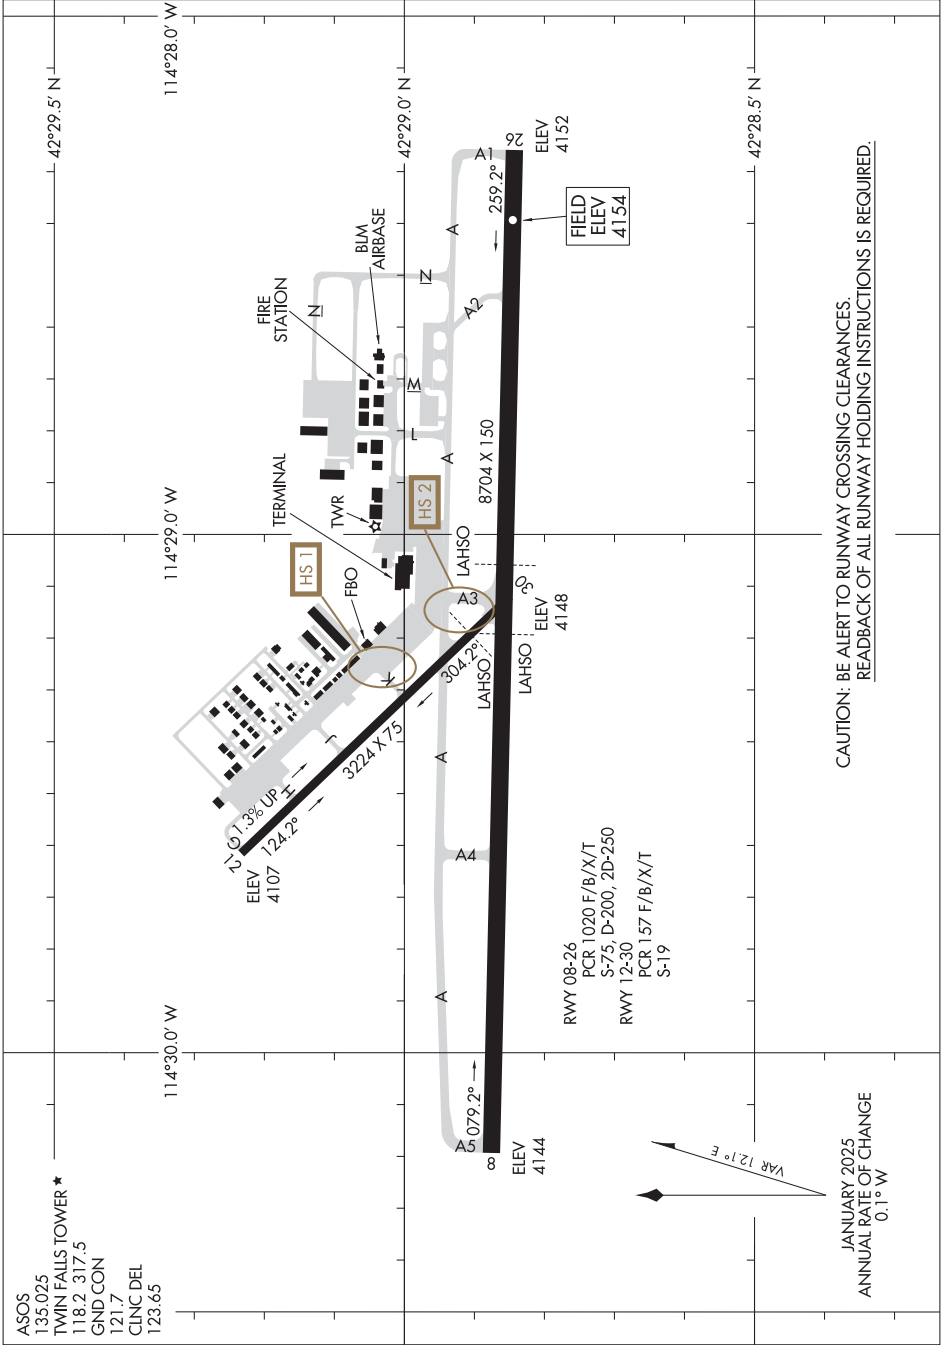 ASOS
135.025
TWIN FALLS TOWER ★
118.2 317.5
GND CON
121.7
CLNC DEL
123.65
114°30.0' W
114°29.0' W
114°28.0' W
42°29.5' N
42°29.0' N
42°28.5' N
12
G
1.3% UP
H
124.2°
ELEV
4107
J
3224 X 75
K
304.2°
HS 1
FBO
TERMINAL
TWR
HS 2
FIRE
STATION
BLM
AIRBASE
N
N
M
L
A5
079.2°
8
ELEV
4144
A
A4
A
LAHSO
LAHSO
A3
LAHSO
30
ELEV
4148
A
8704 X 150
A2
A
A1
259.2°
26
ELEV
4152
FIELD
ELEV
4154
RWY 08-26
PCR 1020 F/B/X/T
S-75, D-200, 2D-250
RWY 12-30
PCR 157 F/B/X/T
S-19
CAUTION: BE ALERT TO RUNWAY CROSSING CLEARANCES.
READBACK OF ALL RUNWAY HOLDING INSTRUCTIONS IS REQUIRED.
VAR 12.1° E
JANUARY 2025
ANNUAL RATE OF CHANGE
0.1° W